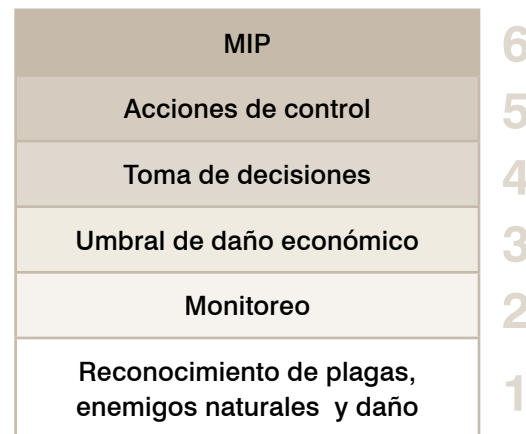 MIP
6
Acciones de control
5
Toma de decisiones
4
Umbral de daño económico
3
Monitoreo
2
Reconocimiento de plagas,
enemigos naturales y daño
1